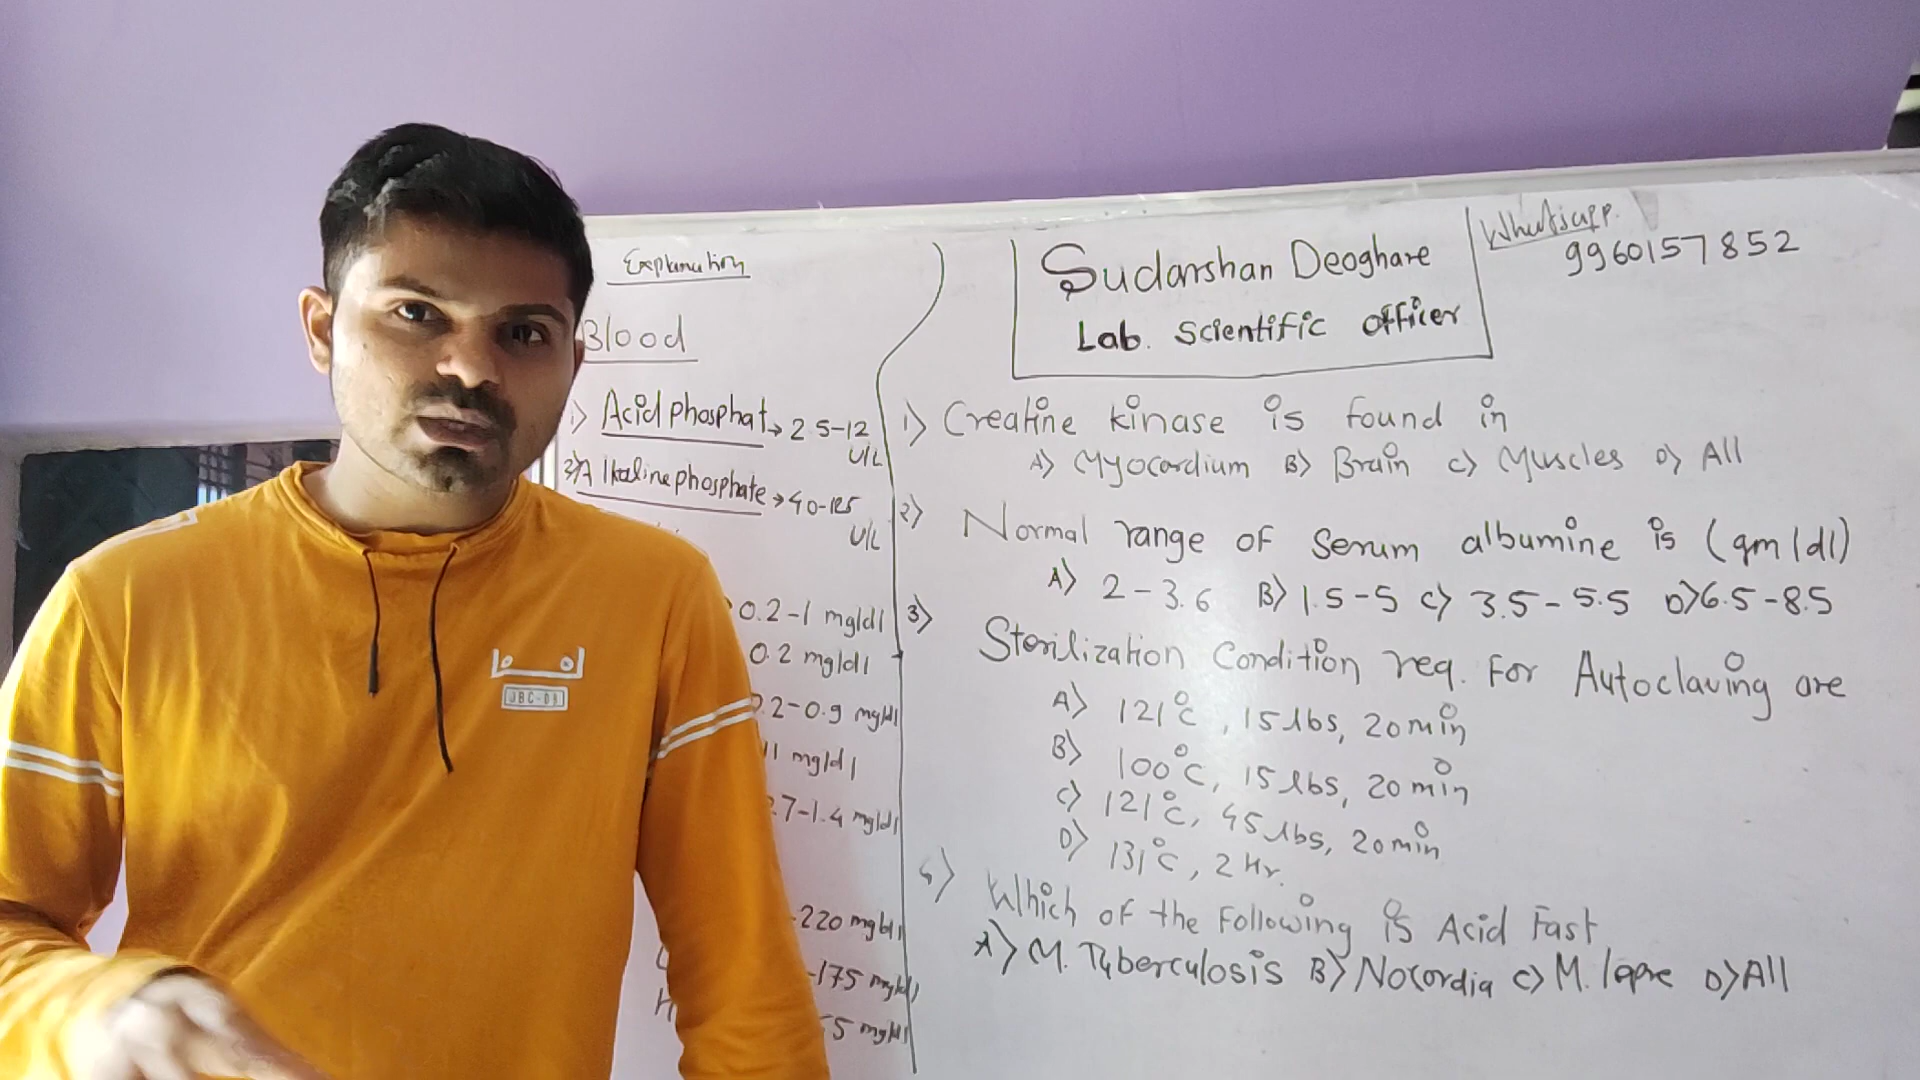 Explanation
Blood
1) Acid phosphat → 2.5-12
U/L
2) Alkaline phosphate → 40-125
U/L
0.2-1 mg/dl
0.2 mg/dl
.2-0.9 mg/dl
11 mg/dl
.7-1.4 mg/dl
-220 mg/dl
-175 mg/dl
5 mg/dl
Sudarshan Deoghare
Lab. Scientific Officer
Whatsapp.
9960157852
1) Creatine kinase is found in
A) Myocardium B) Brain C) Muscles D) All
2) Normal range of Serum albumine is (gm/dl)
A) 2-3.6 B) 1.5-5 C) 3.5-5.5 D) 6.5-8.5
3) Sterilization Condition req. For Autoclaving are
A) 121°C, 15 lbs, 20 min
B) 100°C, 15 lbs, 20 min
C) 121°C, 45 lbs, 20 min
D) 131°C, 2 Hr.
Which of the Following is Acid Fast
A) M. Tuberculosis B) Nocordia C) M. lepre D) All
JBC-03